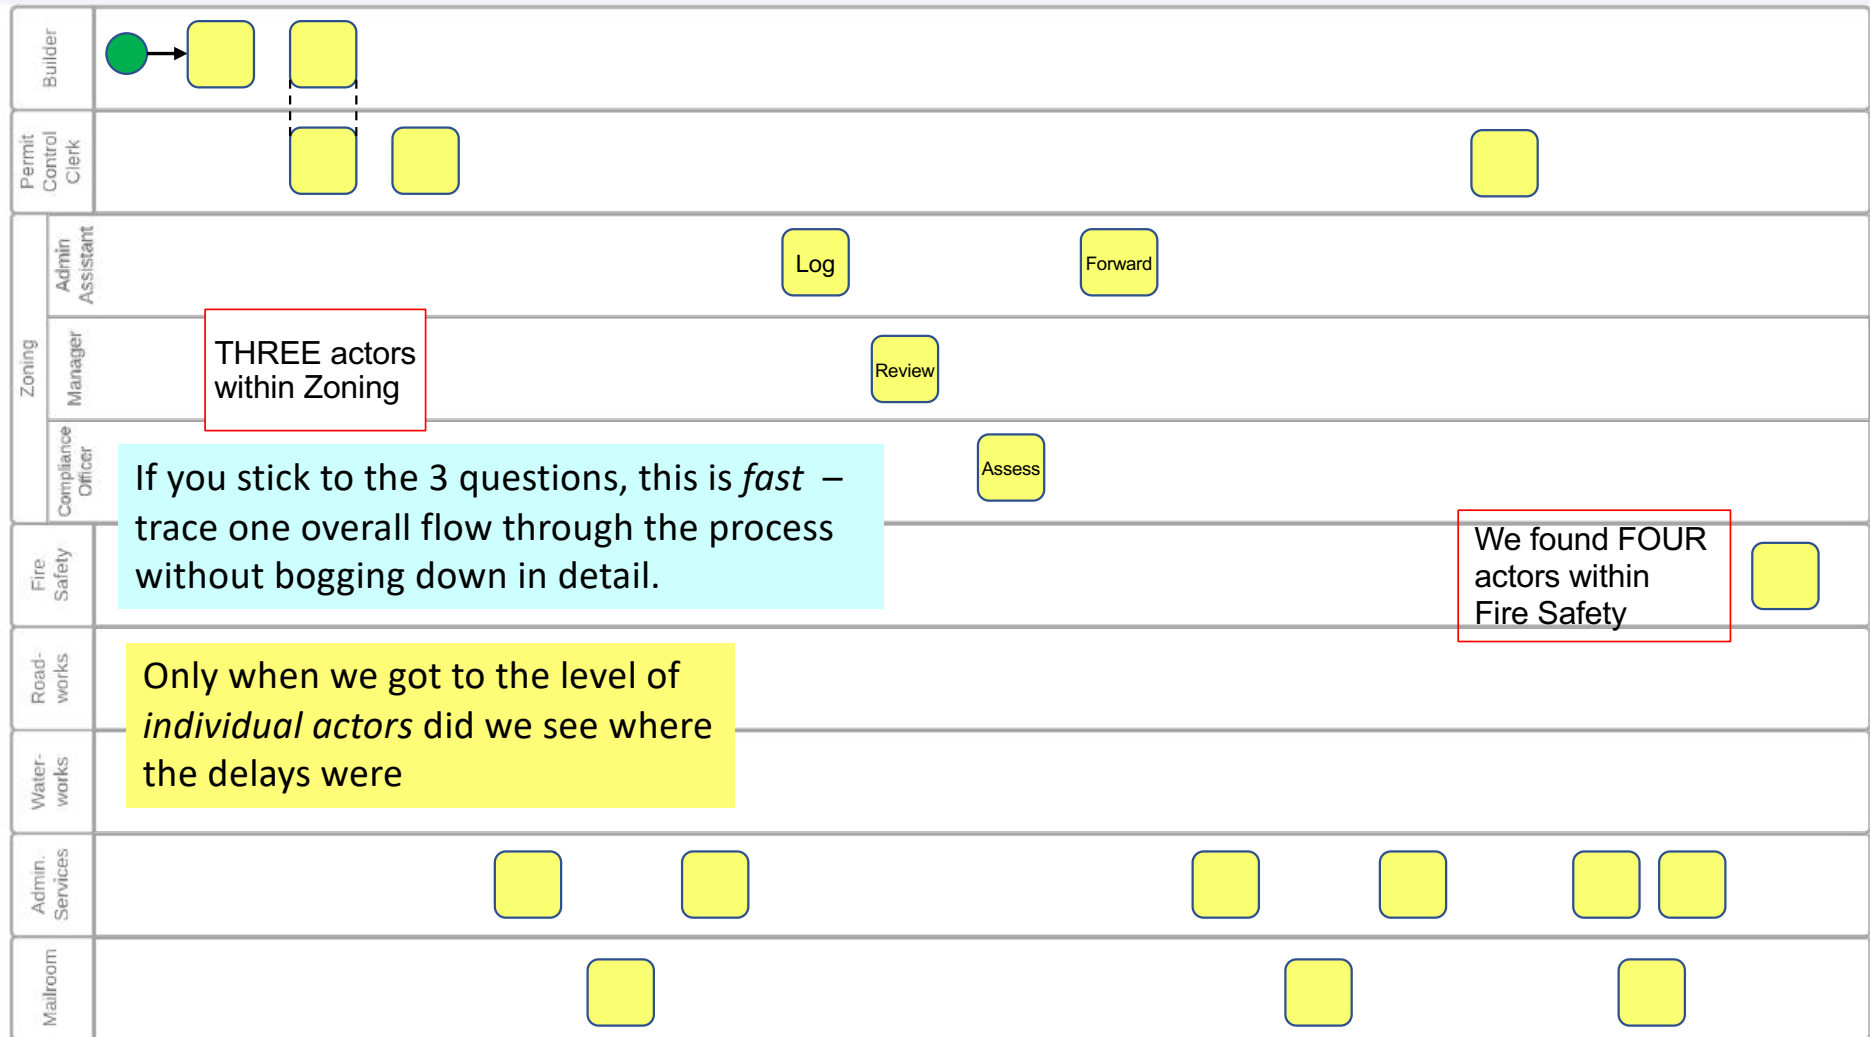 Builder
Permit
Control
Clerk
Zoning
Admin
Assistant
Log
Forward
Manager
THREE actors
within Zoning
Review
Compliance
Officer
Assess
If you stick to the 3 questions, this is fast –
trace one overall flow through the process
without bogging down in detail.
Fire
Safety
We found FOUR
actors within
Fire Safety
Road-
works
Only when we got to the level of
individual actors did we see where
the delays were
Water-
works
Admin.
Services
Mailroom